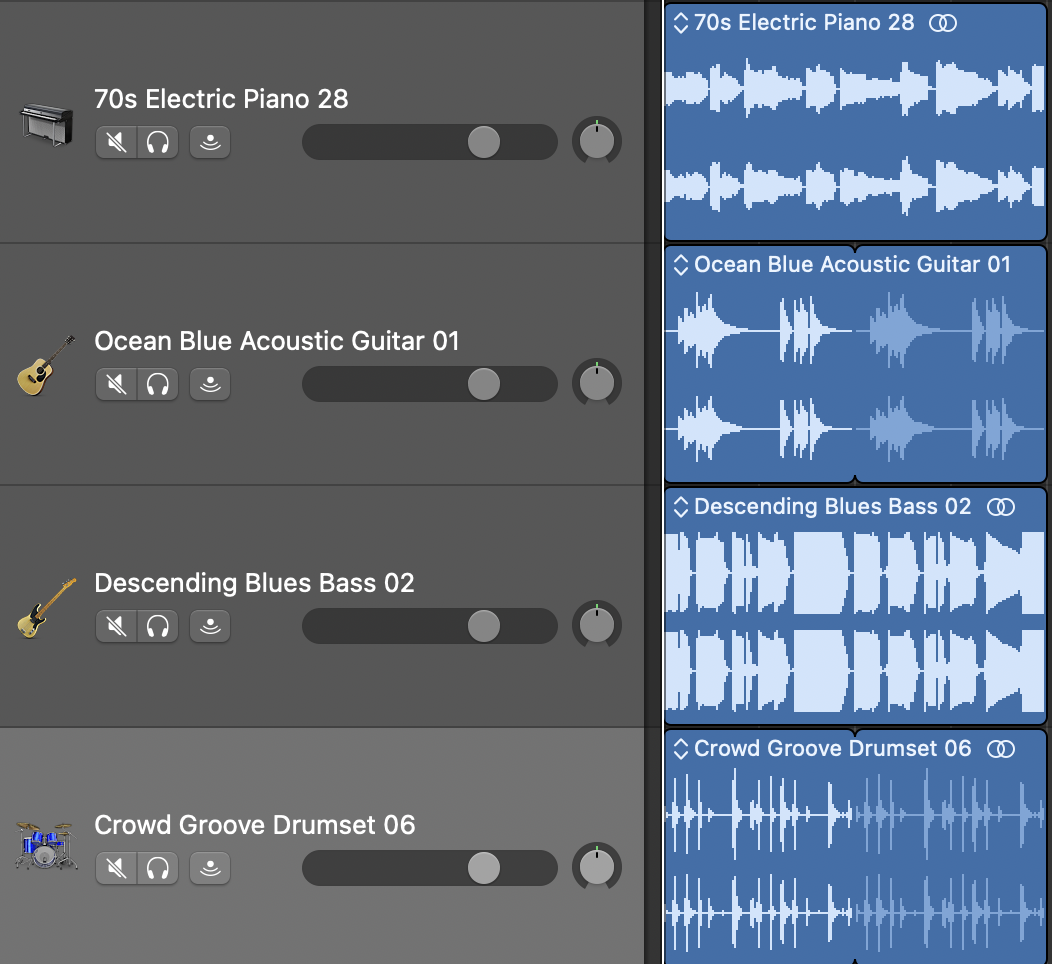 70s Electric Piano 28
70s Electric Piano 28
Ocean Blue Acoustic Guitar 01
Ocean Blue Acoustic Guitar 01
Descending Blues Bass 02
Descending Blues Bass 02
Crowd Groove Drumset 06
Crowd Groove Drumset 06